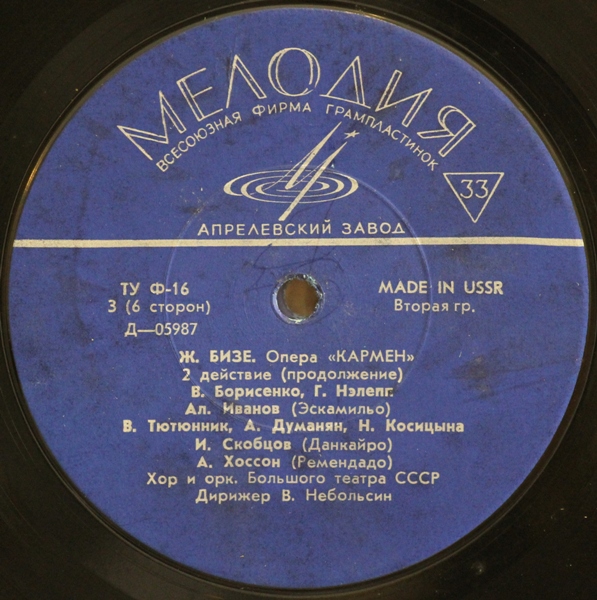 МЕЛОДИЯ
ВСЕСОЮЗНАЯ ФИРМА ГРАМПЛАСТИНОК
33
АПРЕЛЕВСКИЙ ЗАВОД
ТУ Ф-16
3 (6 сторон)
Д—05987
MADE IN USSR
Вторая гр.
Ж. БИЗЕ. Опера «КАРМЕН»
2 действие (продолжение)
В. Борисенко, Г. Нэлепп
Ал. Иванов (Эскамильо)
В. Тютюнник, А. Думанян, Н. Косицына
И. Скобцов (Данкайро)
А. Хоссон (Ремендадо)
Хор и орк. Большого театра СССР
Дирижер В. Небольсин